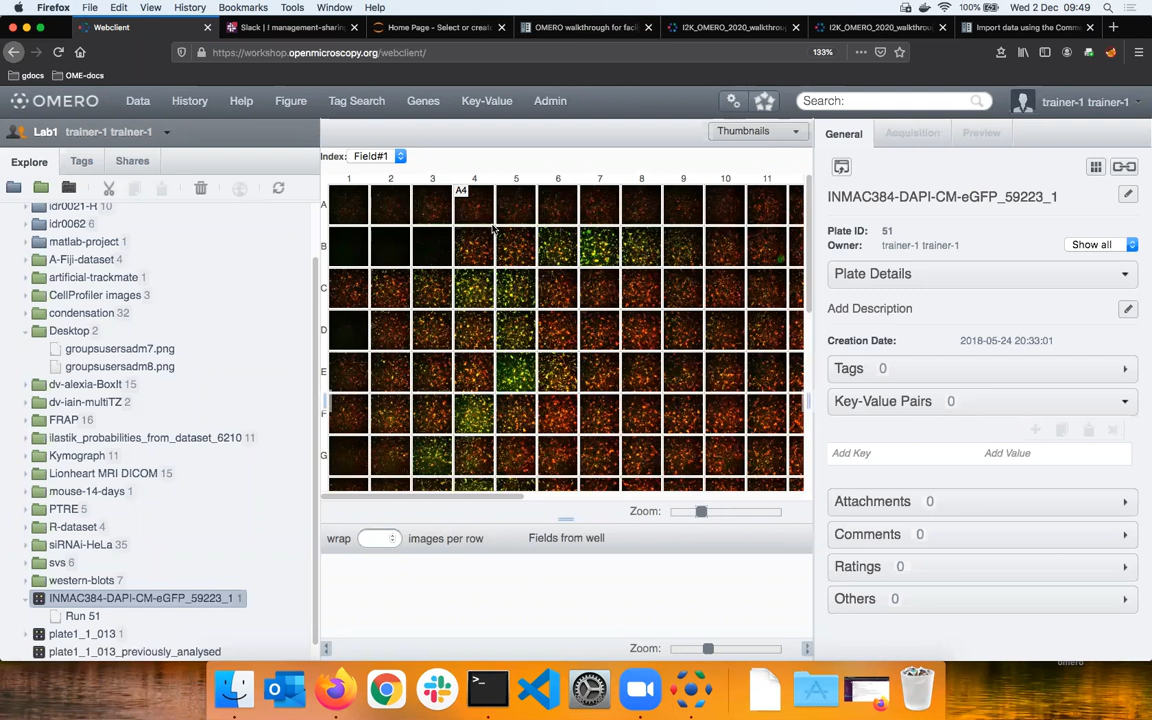 Firefox File Edit View History Bookmarks Tools Window Help 100% Wed 2 Dec 09:49
Webclient Slack | ! management-sharing Home Page - Select or create OMERO walkthrough for faci I2K_OMERO_2020_walkthrou I2K_OMERO_2020_walkthrou Import data using the Comm
https://workshop.openmicroscopy.org/webclient/ 133%
gdocs OME-docs
OMERO Data History Help Figure Tag Search Genes Key-Value Admin Search: trainer-1 trainer-1
Lab1 trainer-1 trainer-1 Thumbnails General Acquisition Preview
Explore Tags Shares Index: Field#1
1 2 3 4 5 6 7 8 9 10 11
A4
A
B
C
D
E
F
G
idr0021-R 10
idr0062 6
matlab-project 1
A-Fiji-dataset 4
artificial-trackmate 1
CellProfiler images 3
condensation 32
Desktop 2
groupsusersadm7.png
groupsusersadm8.png
dv-alexia-BoxIt 15
dv-iain-multiTZ 2
FRAP 16
ilastik_probabilities_from_dataset_6210 11
Kymograph 11
Lionheart MRI DICOM 15
mouse-14-days 1
PTRE 5
R-dataset 4
siRNAi-HeLa 35
svs 6
western-blots 7
INMAC384-DAPI-CM-eGFP_59223_1 1
Run 51
plate1_1_013 1
plate1_1_013_previously_analysed
Zoom:
wrap images per row Fields from well
Zoom:
INMAC384-DAPI-CM-eGFP_59223_1
Plate ID: 51
Owner: trainer-1 trainer-1 Show all
Plate Details
Add Description
Creation Date: 2018-05-24 20:33:01
Tags 0
Key-Value Pairs 0
Add Key Add Value
Attachments 0
Comments 0
Ratings 0
Others 0
omero